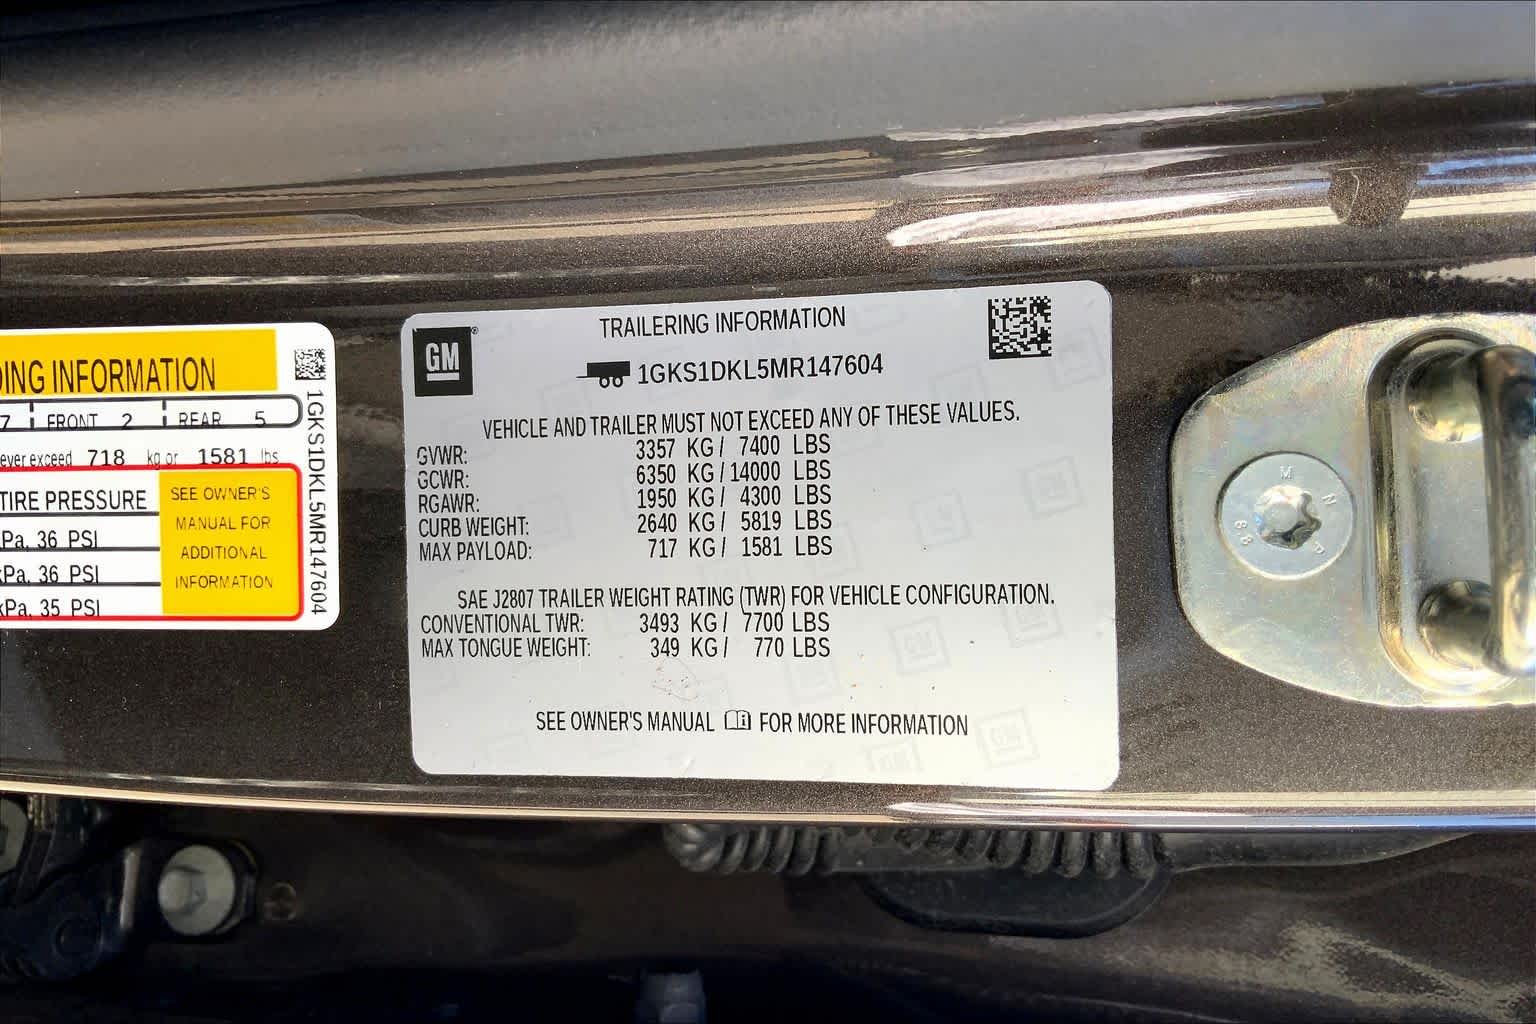 DING INFORMATION
7 FRONT 2 REAR 5
ever exceed 718 kg or 1581 lbs
TIRE PRESSURE
kPa, 36 PSI
kPa, 36 PSI
kPa, 35 PSI
SEE OWNER'S
MANUAL FOR
ADDITIONAL
INFORMATION
1GKS1DKL5MR147604
GM
TRAILERING INFORMATION
1GKS1DKL5MR147604
VEHICLE AND TRAILER MUST NOT EXCEED ANY OF THESE VALUES.
GVWR: 3357 KG / 7400 LBS
GCWR: 6350 KG / 14000 LBS
RGAWR: 1950 KG / 4300 LBS
CURB WEIGHT: 2640 KG / 5819 LBS
MAX PAYLOAD: 717 KG / 1581 LBS
SAE J2807 TRAILER WEIGHT RATING (TWR) FOR VEHICLE CONFIGURATION.
CONVENTIONAL TWR: 3493 KG / 7700 LBS
MAX TONGUE WEIGHT: 349 KG / 770 LBS
SEE OWNER'S MANUAL FOR MORE INFORMATION